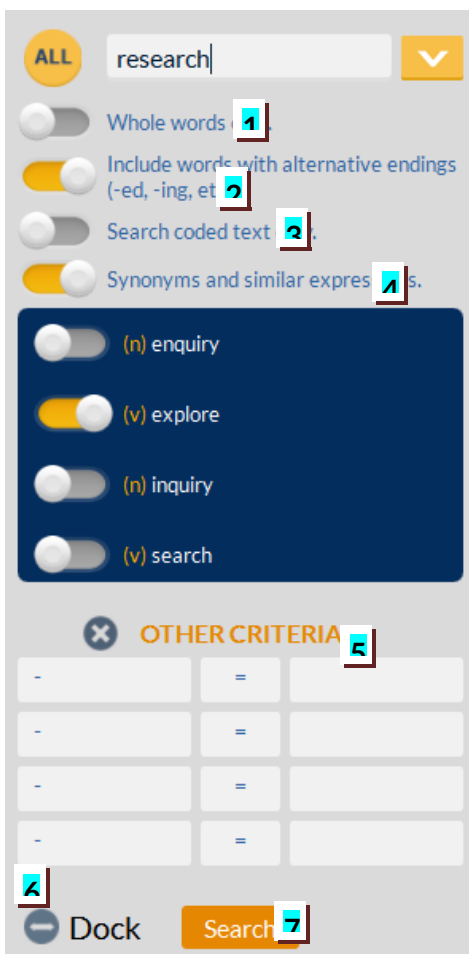 ALL research
Whole words 1.
Include words with alternative endings
(-ed, -ing, et 2
Search coded text 3.
Synonyms and similar expres 4 s.
(n) enquiry
(v) explore
(n) inquiry
(v) search
OTHER CRITERIA 5
- =
- =
- =
- =
6
Dock Search 7